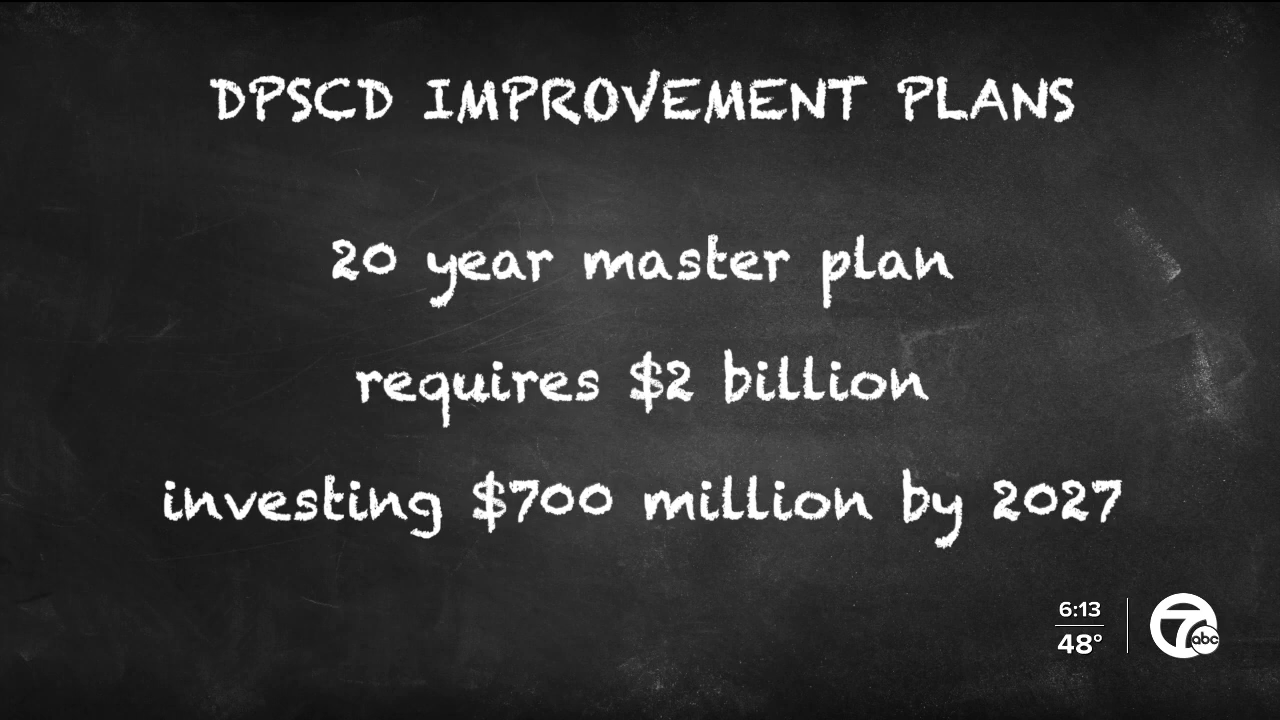 DPSCD IMPROVEMENT PLANS
20 year master plan
requires $2 billion
investing $700 million by 2027
6:13
48°
7
abc